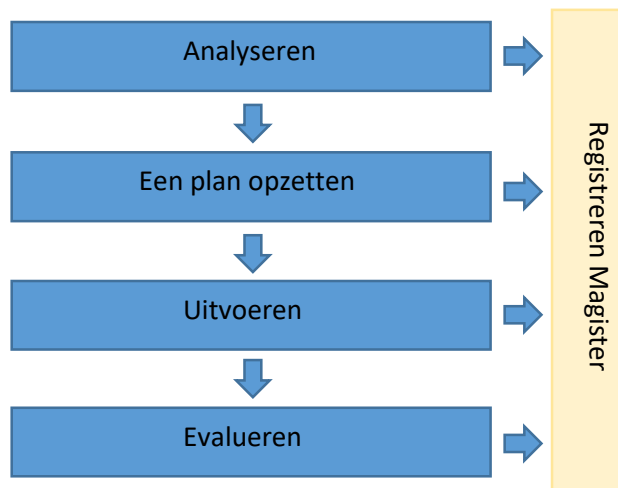 Analyseren
Een plan opzetten
Uitvoeren
Evalueren
Registreren Magister